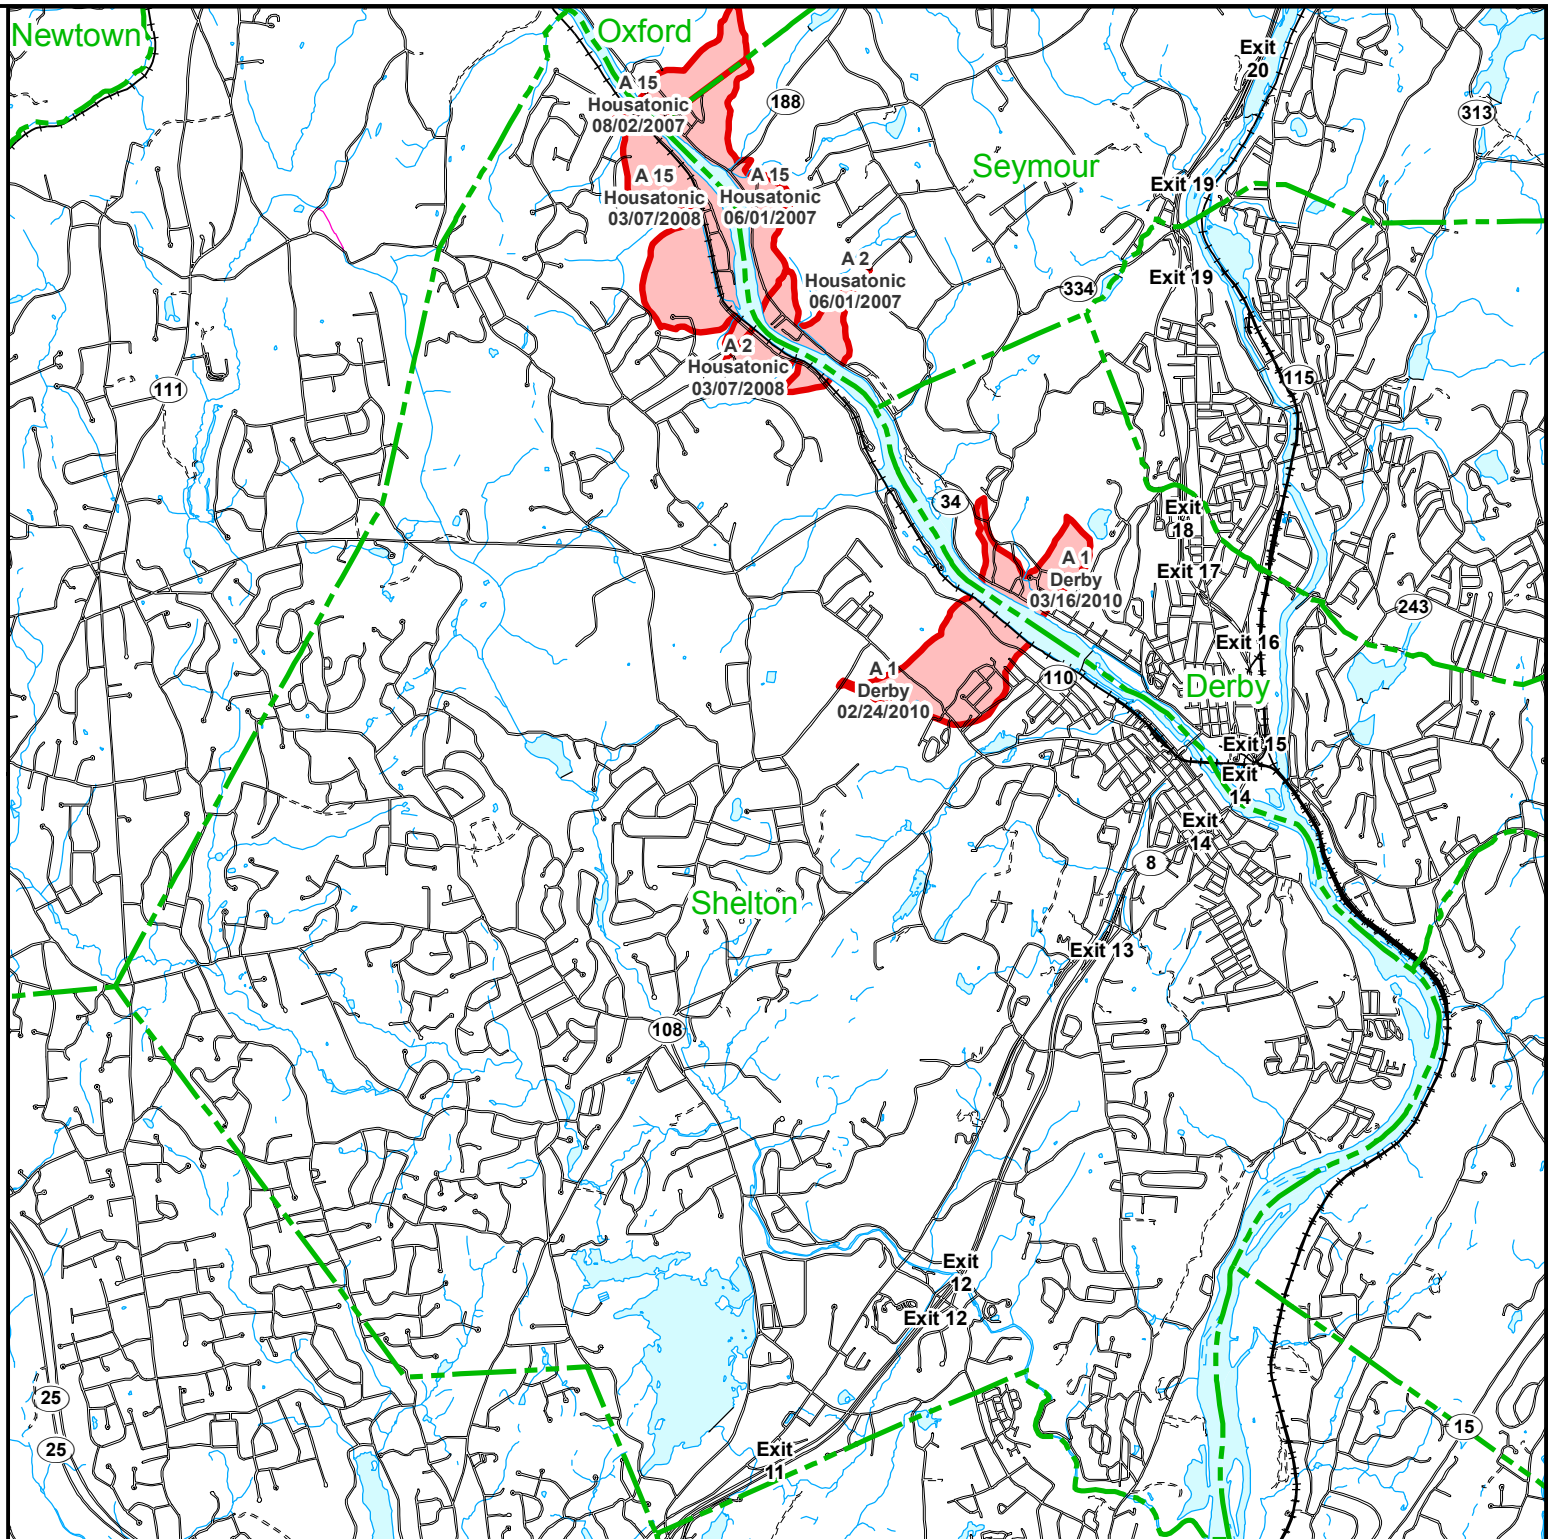 Newtown
Oxford
Exit
20
A 15
Housatonic
08/02/2007
188
313
Seymour
A 15
Housatonic
03/07/2008
A 15
Housatonic
06/01/2007
Exit 19
A 2
Housatonic
06/01/2007
334
Exit 19
A 2
Housatonic
03/07/2008
111
115
34
Exit
18
A 1
Derby
03/16/2010
Exit 17
243
Exit 16
A 1
Derby
02/24/2010
110
Derby
Exit 15
Exit
14
Exit
14
8
Shelton
Exit 13
108
Exit
12
Exit 12
25
25
15
Exit
11